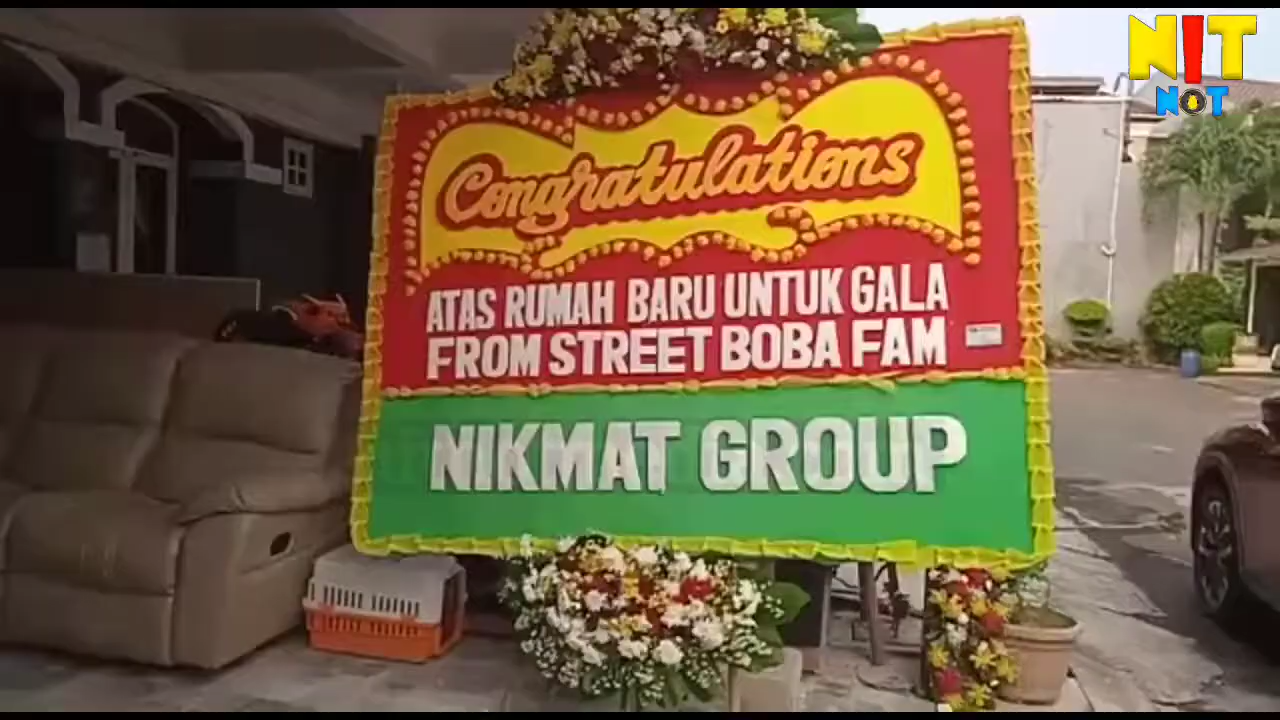 NIT
NOT
Congratulations
ATAS RUMAH BARU UNTUK GALA
FROM STREET BOBA FAM
NIKMAT GROUP